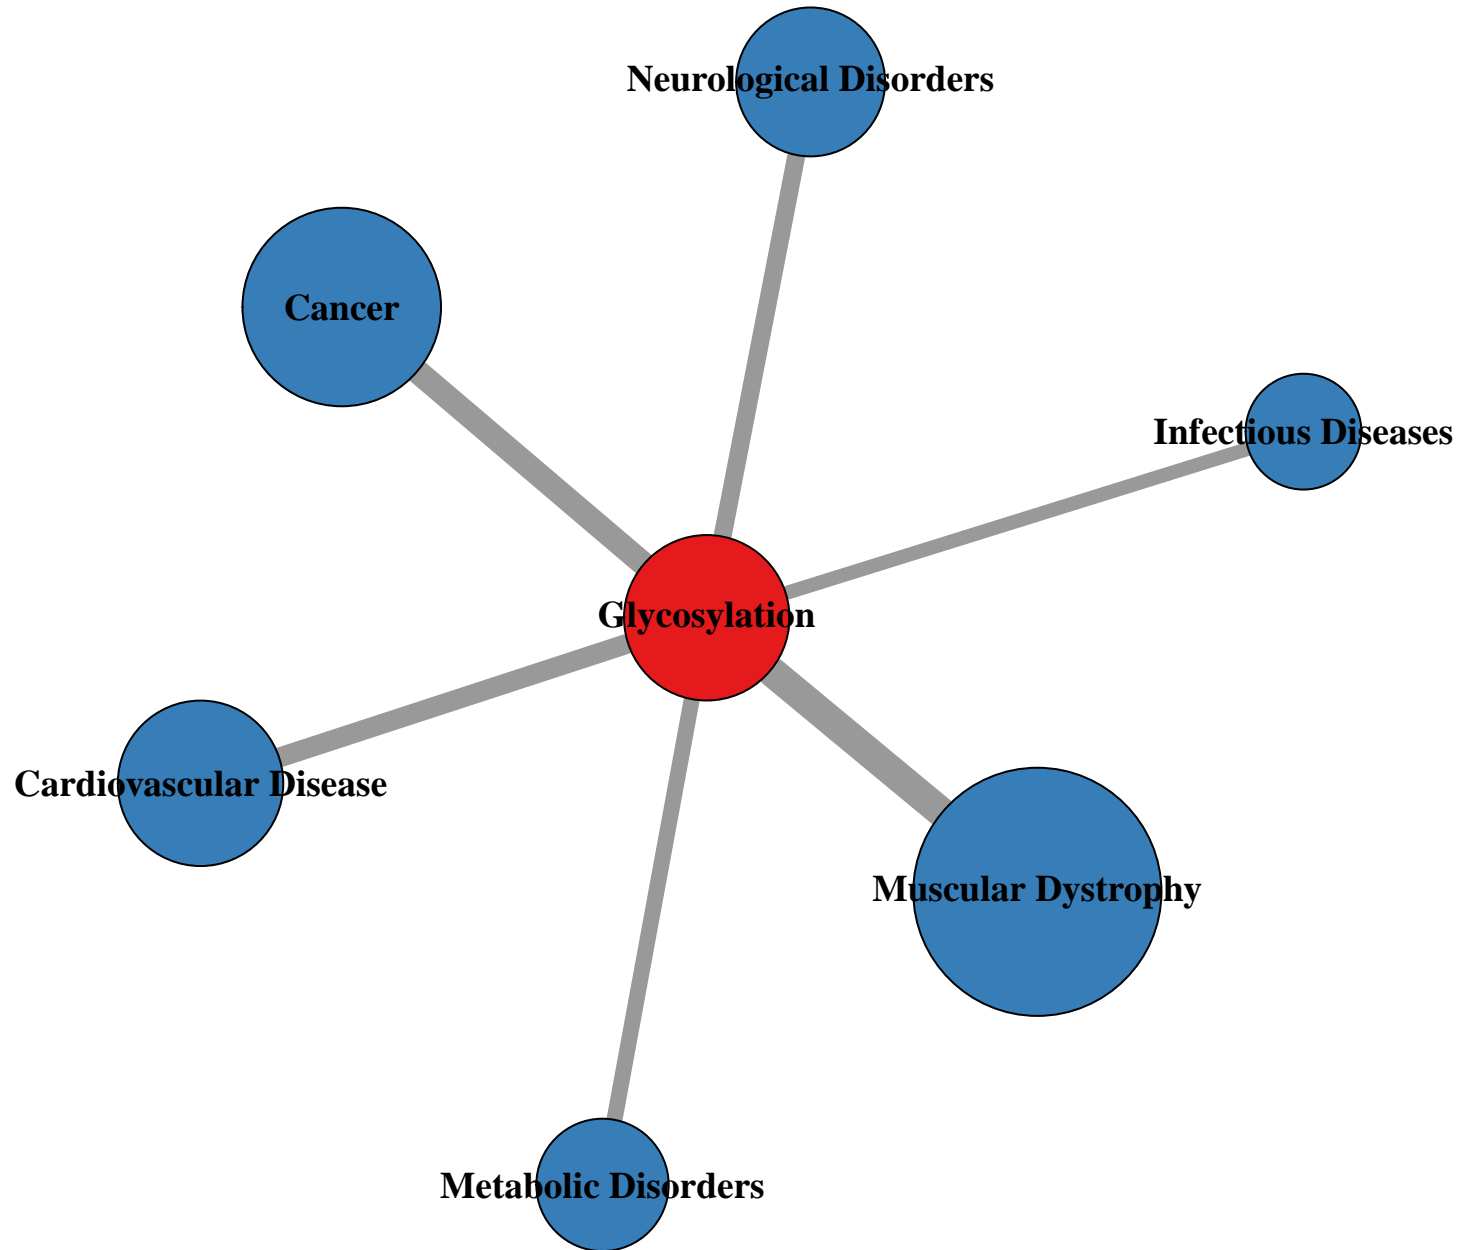 Neurological Disorders
Cancer
Infectious Diseases
Glycosylation
Cardiovascular Disease
Muscular Dystrophy
Metabolic Disorders